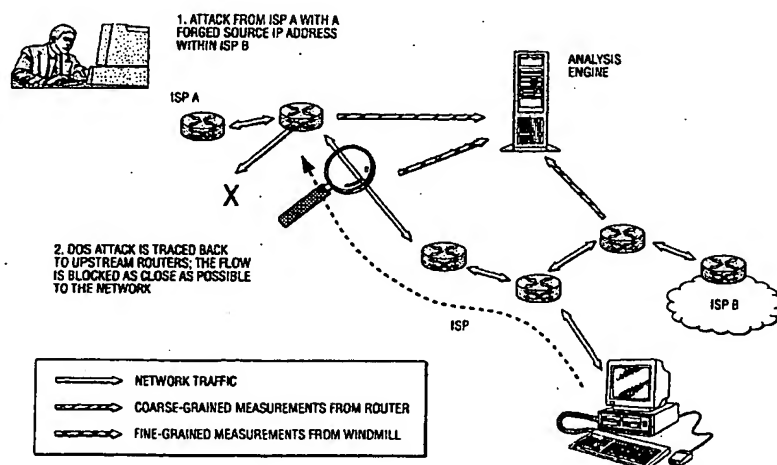 1. ATTACK FROM ISP A WITH A
FORGED SOURCE IP ADDRESS
WITHIN ISP B
ANALYSIS
ENGINE
ISP A
X
2. DOS ATTACK IS TRACED BACK
TO UPSTREAM ROUTERS; THE FLOW
IS BLOCKED AS CLOSE AS POSSIBLE
TO THE NETWORK
ISP B
ISP
NETWORK TRAFFIC
COARSE-GRAINED MEASUREMENTS FROM ROUTER
FINE-GRAINED MEASUREMENTS FROM WINDMILL